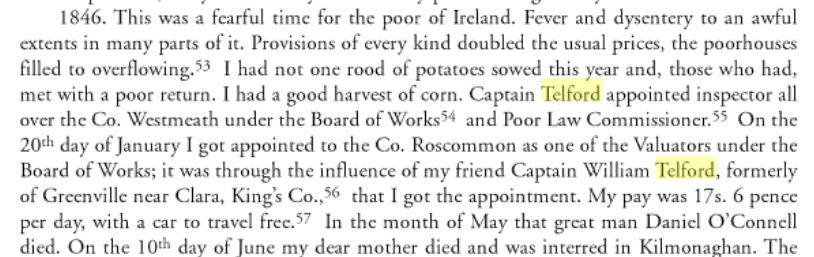 1846. This was a fearful time for the poor of Ireland. Fever and dysentery to an awful
extents in many parts of it. Provisions of every kind doubled the usual prices, the poorhouses
filled to overflowing.53 I had not one rood of potatoes sowed this year and, those who had,
met with a poor return. I had a good harvest of corn. Captain Telford appointed inspector all
over the Co. Westmeath under the Board of Works54 and Poor Law Commissioner.55 On the
20th day of January I got appointed to the Co. Roscommon as one of the Valuators under the
Board of Works; it was through the influence of my friend Captain William Telford, formerly
of Greenville near Clara, King's Co.,56 that I got the appointment. My pay was 17s. 6 pence
per day, with a car to travel free.57 In the month of May that great man Daniel O'Connell
died. On the 10th day of June my dear mother died and was interred in Kilmonaghan. The